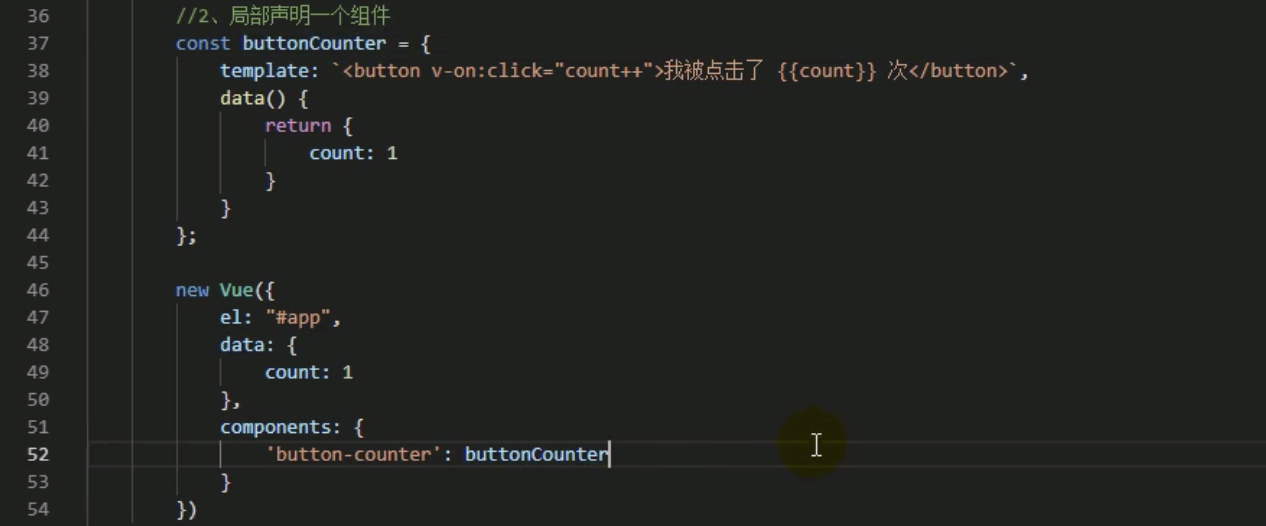 36 //2、局部声明一个组件
37 const buttonCounter = {
38 template: `<button v-on:click="count++">我被点击了 {{count}} 次</button>`,
39 data() {
40 return {
41 count: 1
42 }
43 }
44 };
45
46 new Vue({
47 el: "#app",
48 data: {
49 count: 1
50 },
51 components: {
52 'button-counter': buttonCounter
53 }
54 })